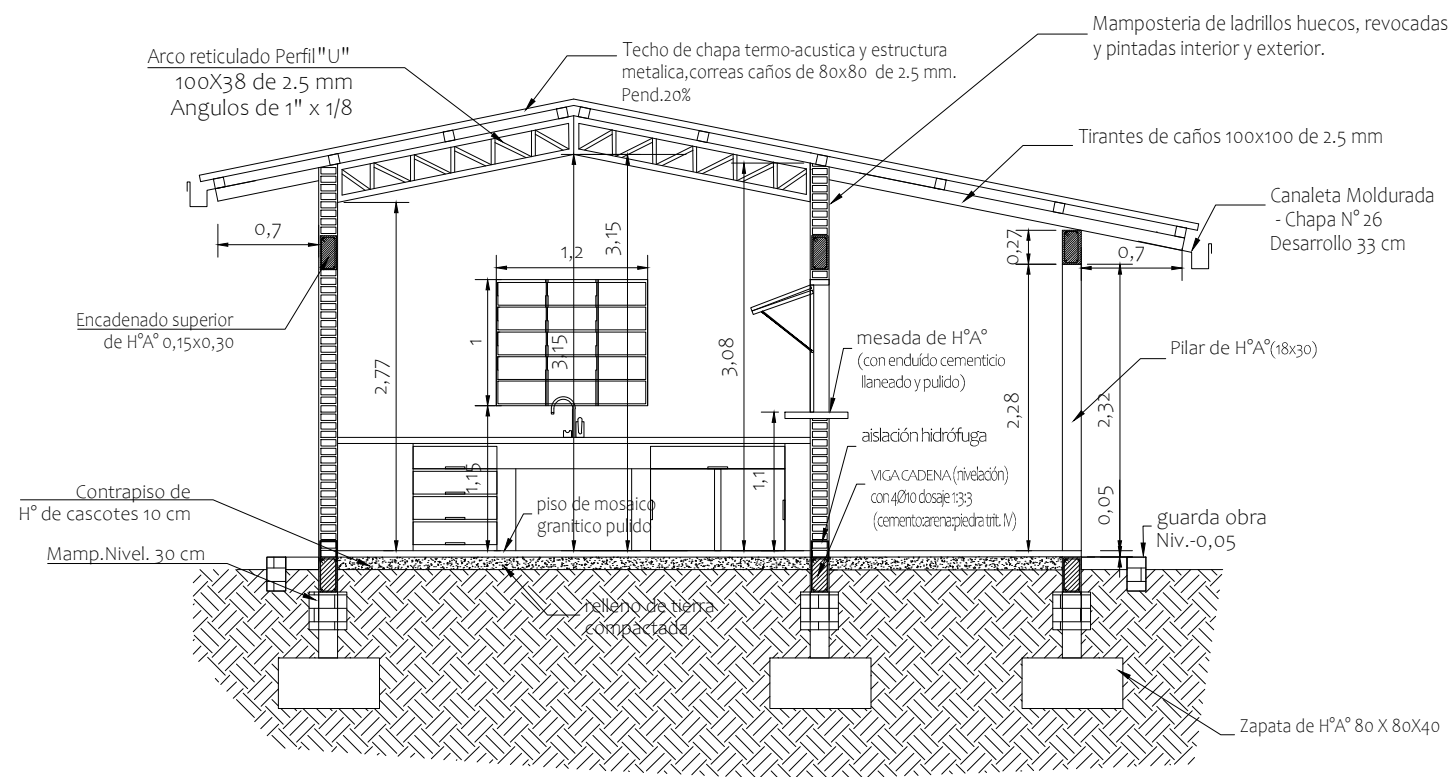 Arco reticulado Perfil"U"
100X38 de 2.5 mm
Angulos de 1" x 1/8
Techo de chapa termo-acustica y estructura
metalica,correas caños de 80x80 de 2.5 mm.
Pend.20%
Mamposteria de ladrillos huecos, revocadas
y pintadas interior y exterior.
Tirantes de caños 100x100 de 2.5 mm
Canaleta Moldurada
- Chapa N° 26
Desarrollo 33 cm
0,7
1,2
3,15
0,27
0,7
Encadenado superior
de H°A° 0,15x0,30
2,77
1
3,15
3,08
mesada de H°A°
(con enduído cementicio
llaneado y pulido)
Pilar de H°A°(18x30)
2,28
2,32
aislación hidrófuga
VIGA CADENA (nivelación)
con 4Ø10 dosaje 1:3:3
(cemento:arena:piedra trit. IV)
1,15
1,1
0,05
Contrapiso de
H° de cascotes 10 cm
piso de mosaico
granitico pulido
guarda obra
Niv.-0,05
Mamp.Nivel. 30 cm
relleno de tierra
compactada
Zapata de H°A° 80 X 80X40